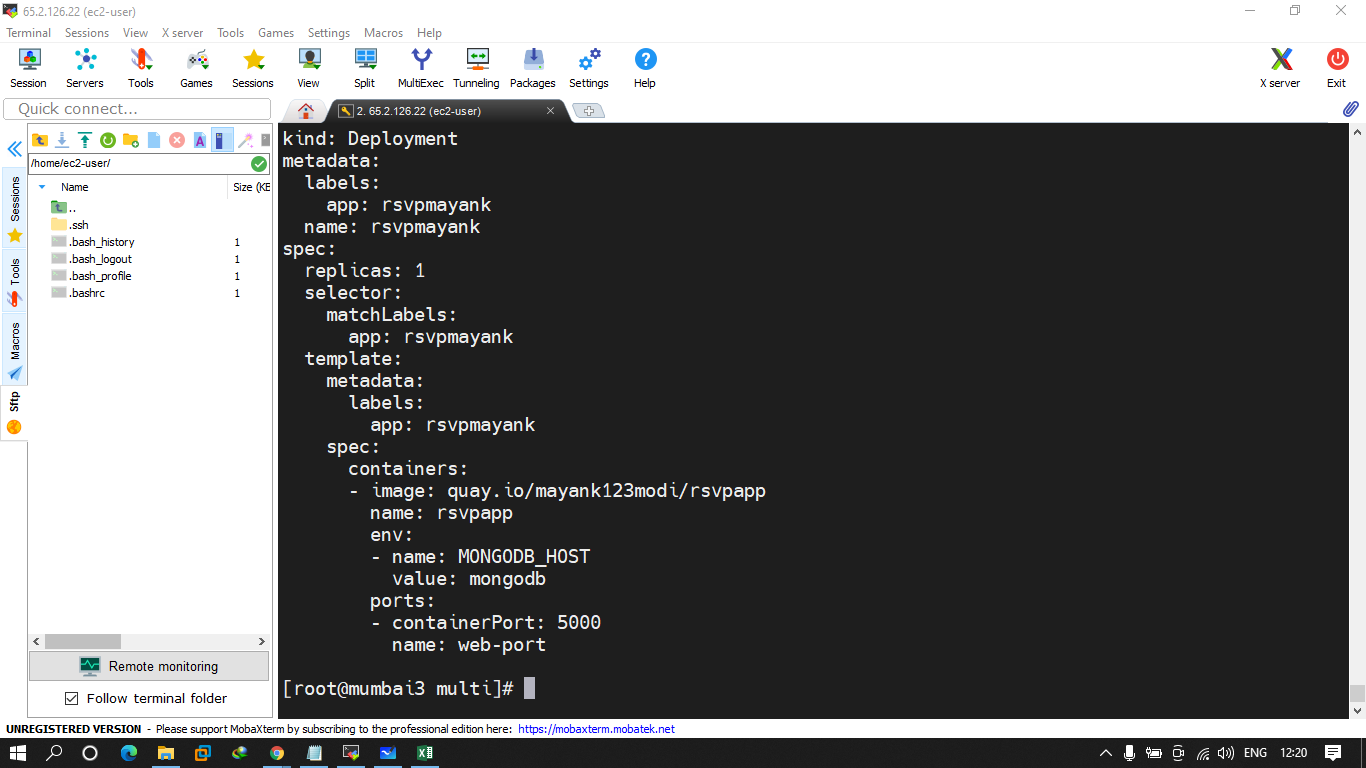 65.2.126.22 (ec2-user)
Terminal Sessions View X server Tools Games Settings Macros Help
Session Servers Tools Games Sessions View Split MultiExec Tunneling Packages Settings Help X server Exit
Quick connect...
2. 65.2.126.22 (ec2-user)
/home/ec2-user/
Name Size (KB
..
.ssh
.bash_history 1
.bash_logout 1
.bash_profile 1
.bashrc 1
Sessions
Tools
Macros
Sftp
Remote monitoring
Follow terminal folder
kind: Deployment
metadata:
  labels:
    app: rsvpmayank
  name: rsvpmayank
spec:
  replicas: 1
  selector:
    matchLabels:
      app: rsvpmayank
  template:
    metadata:
      labels:
        app: rsvpmayank
    spec:
      containers:
      - image: quay.io/mayank123modi/rsvpapp
        name: rsvpapp
        env:
        - name: MONGODB_HOST
          value: mongodb
        ports:
        - containerPort: 5000
          name: web-port
[root@mumbai3 multi]#
UNREGISTERED VERSION - Please support MobaXterm by subscribing to the professional edition here: https://mobaxterm.mobatek.net
ENG 12:20